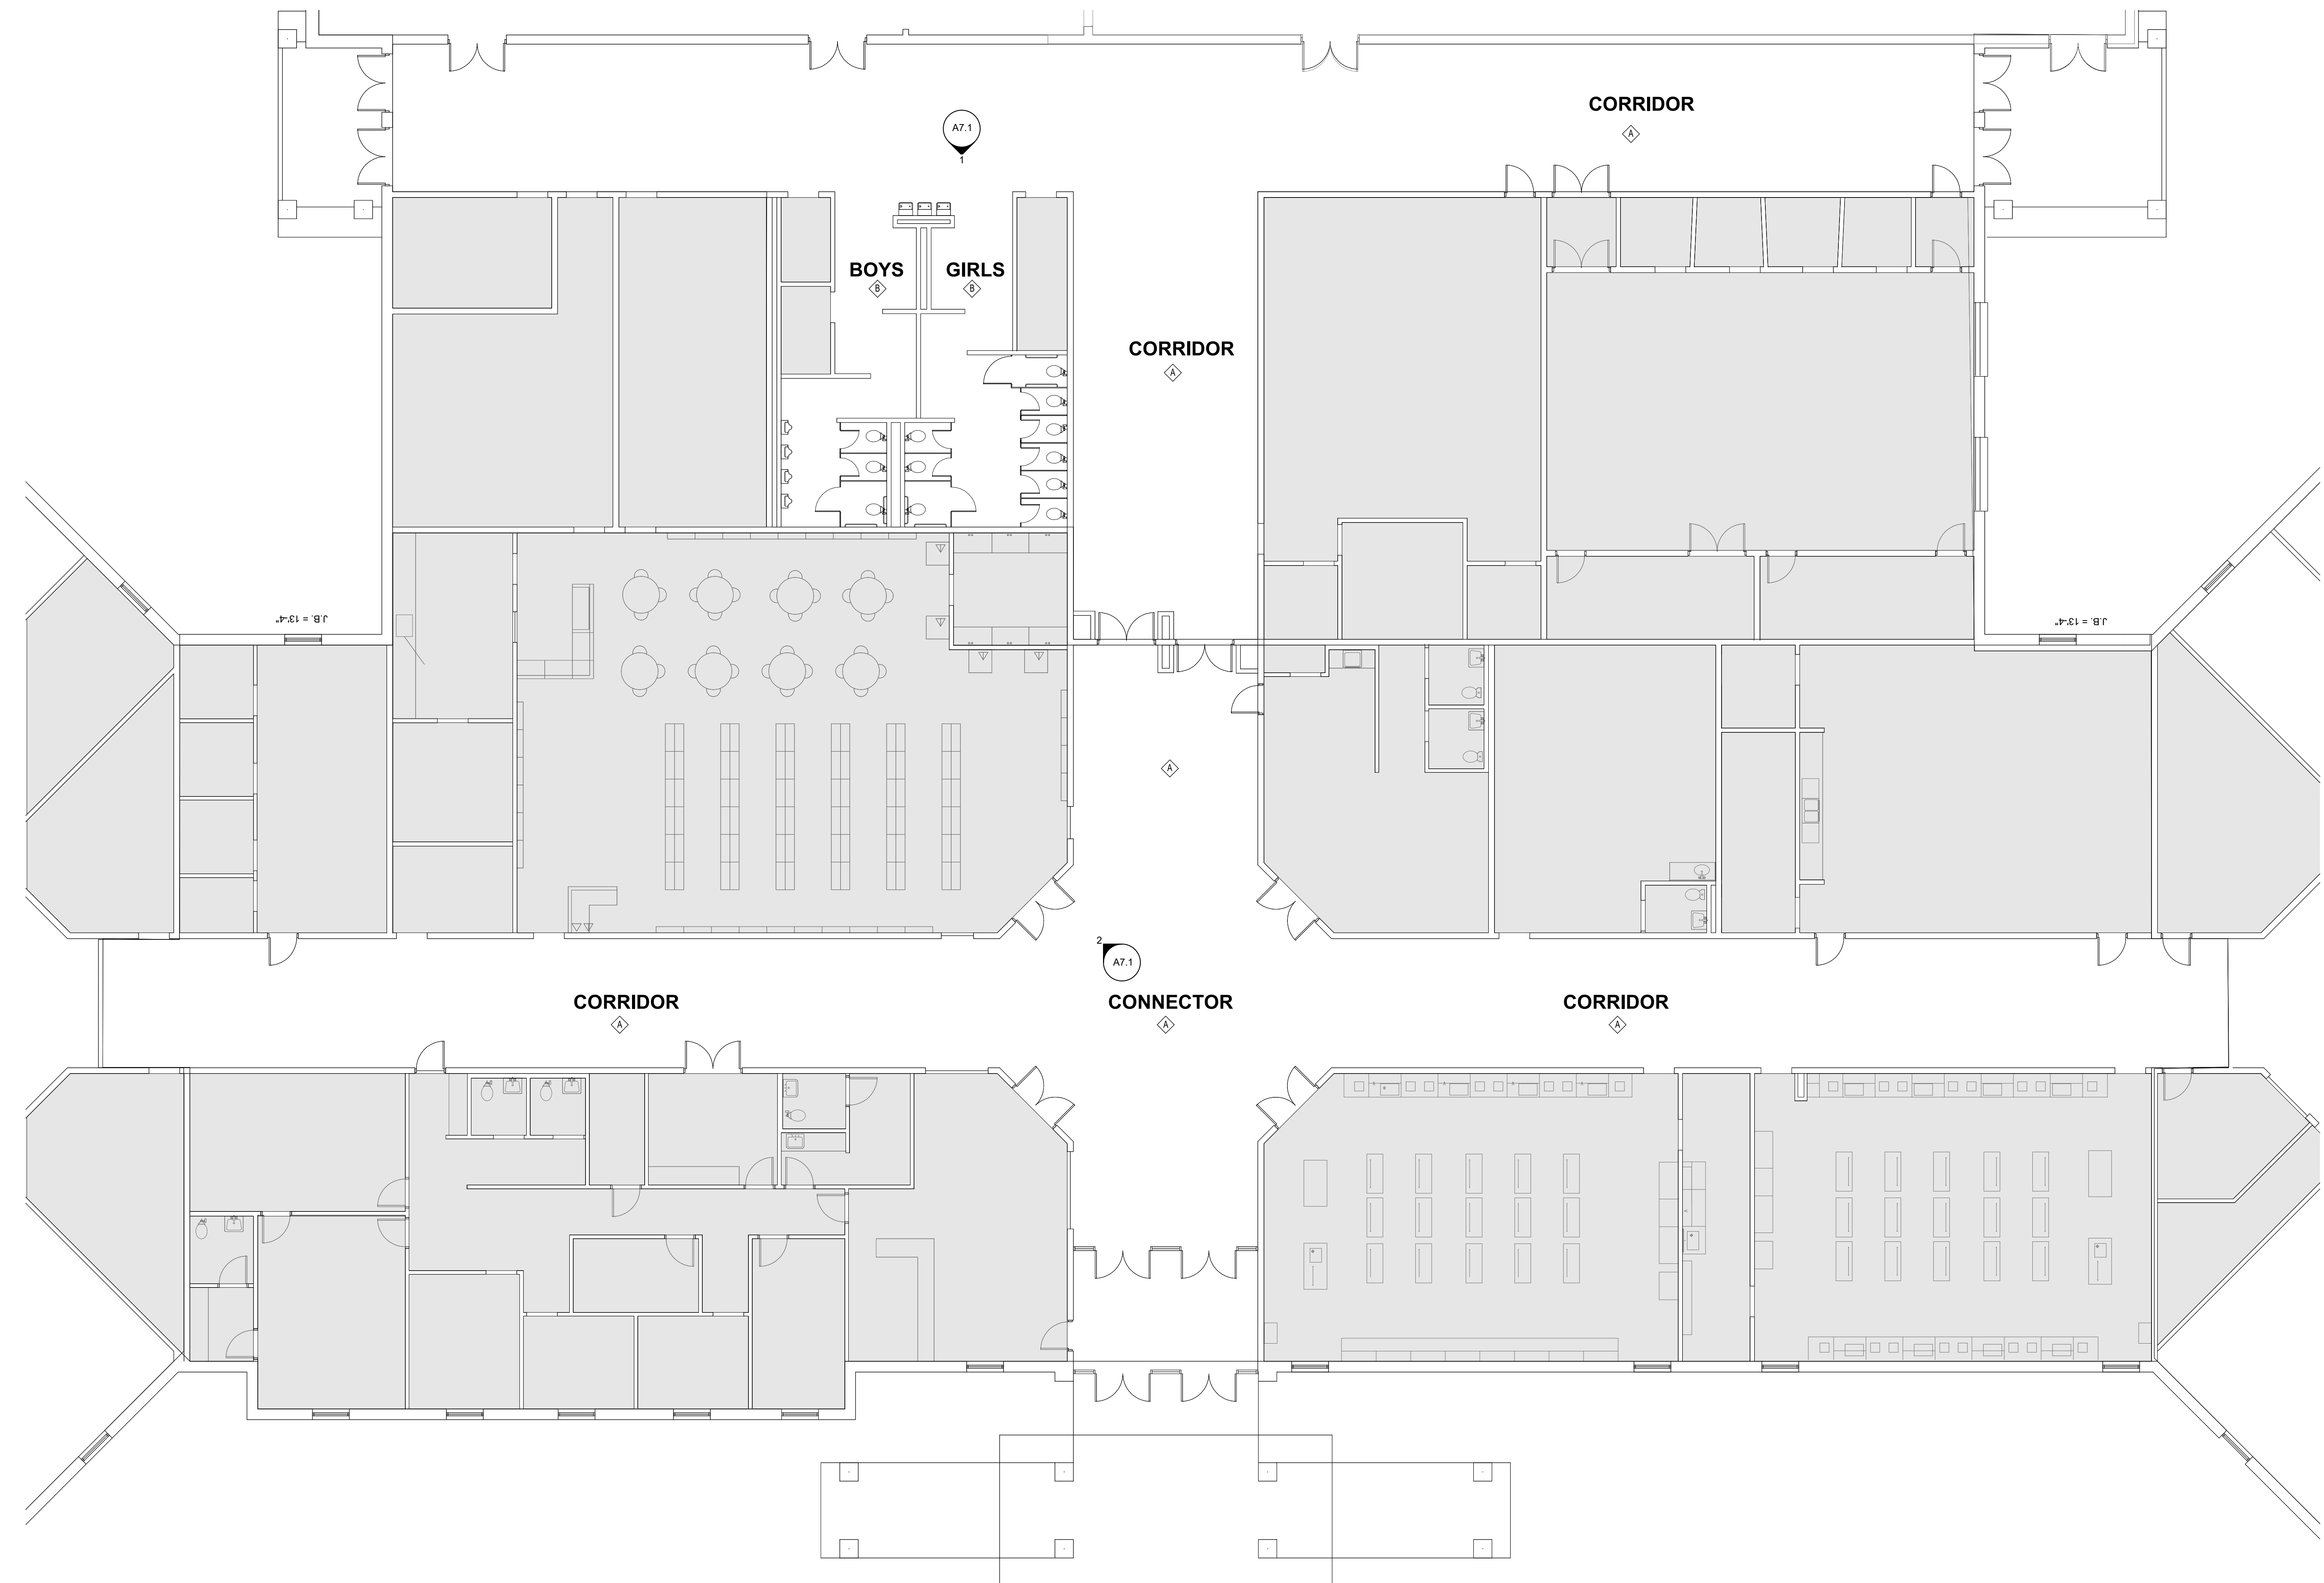 CORRIDOR
A
A7.1
1
BOYS
GIRLS
B
B
CORRIDOR
A
J.B. = 13'-4"
J.B. = 13'-4"
A
2
A7.1
CORRIDOR
CONNECTOR
CORRIDOR
A
A
A